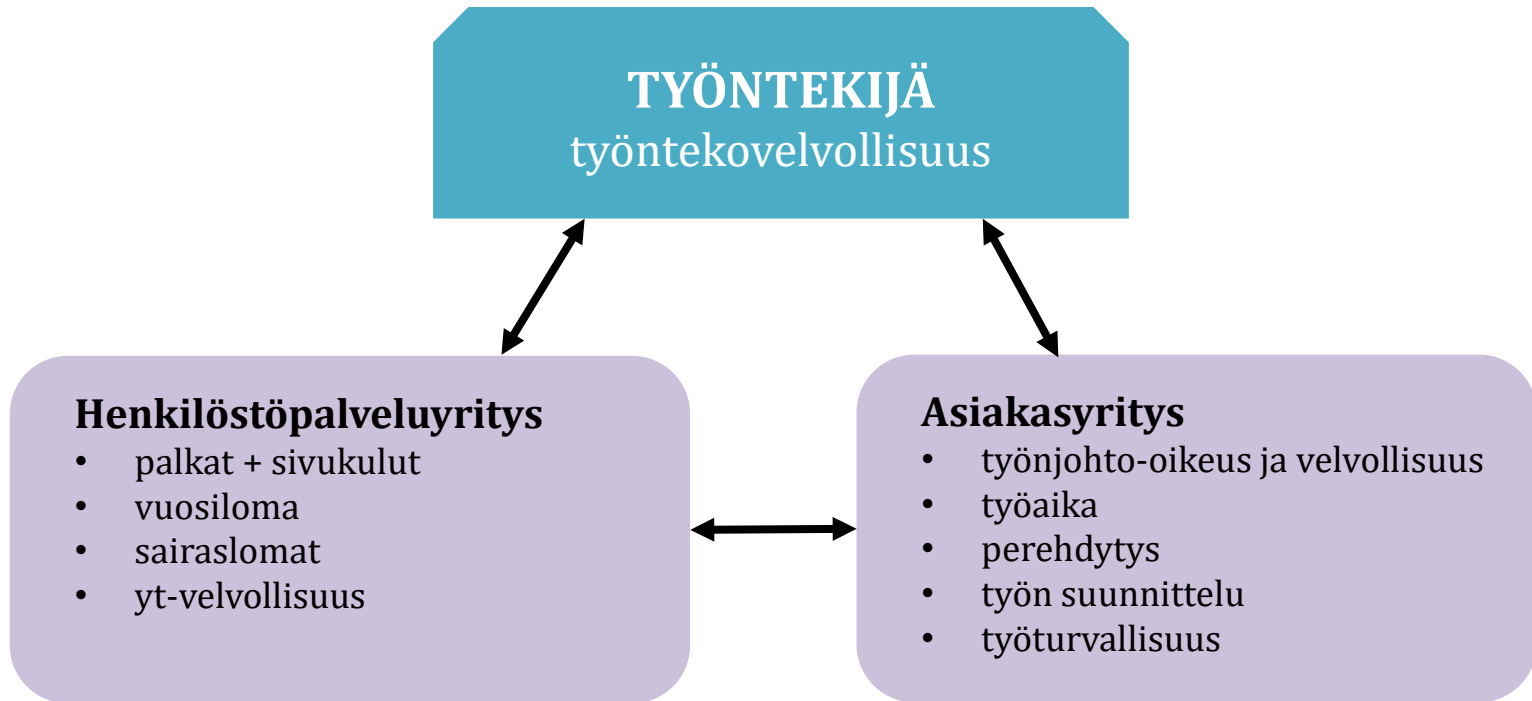 TYÖNTEKIJÄ
työntekovelvollisuus
Henkilöstöpalveluyritys
• palkat + sivukulut
• vuosiloma
• sairaslomat
• yt-velvollisuus
Asiakasyritys
• työnjohto-oikeus ja velvollisuus
• työaika
• perehdytys
• työn suunnittelu
• työturvallisuus